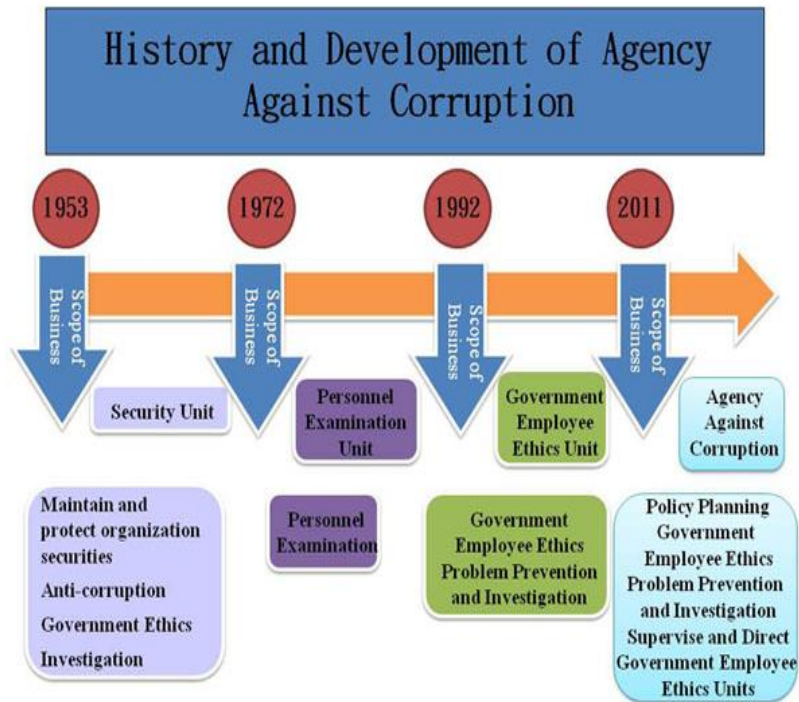 History and Development of Agency
Against Corruption
1953
1972
1992
2011
Scope of
Business
Scope of
Business
Scope of
Business
Scope of
Business
Security Unit
Personnel
Examination
Unit
Government
Employee
Ethics Unit
Agency
Against
Corruption
Maintain and
protect organization
securities
Anti-corruption
Government Ethics
Investigation
Personnel
Examination
Government
Employee Ethics
Problem Prevention
and Investigation
Policy Planning
Government
Employee Ethics
Problem Prevention
and Investigation
Supervise and Direct
Government Employee
Ethics Units